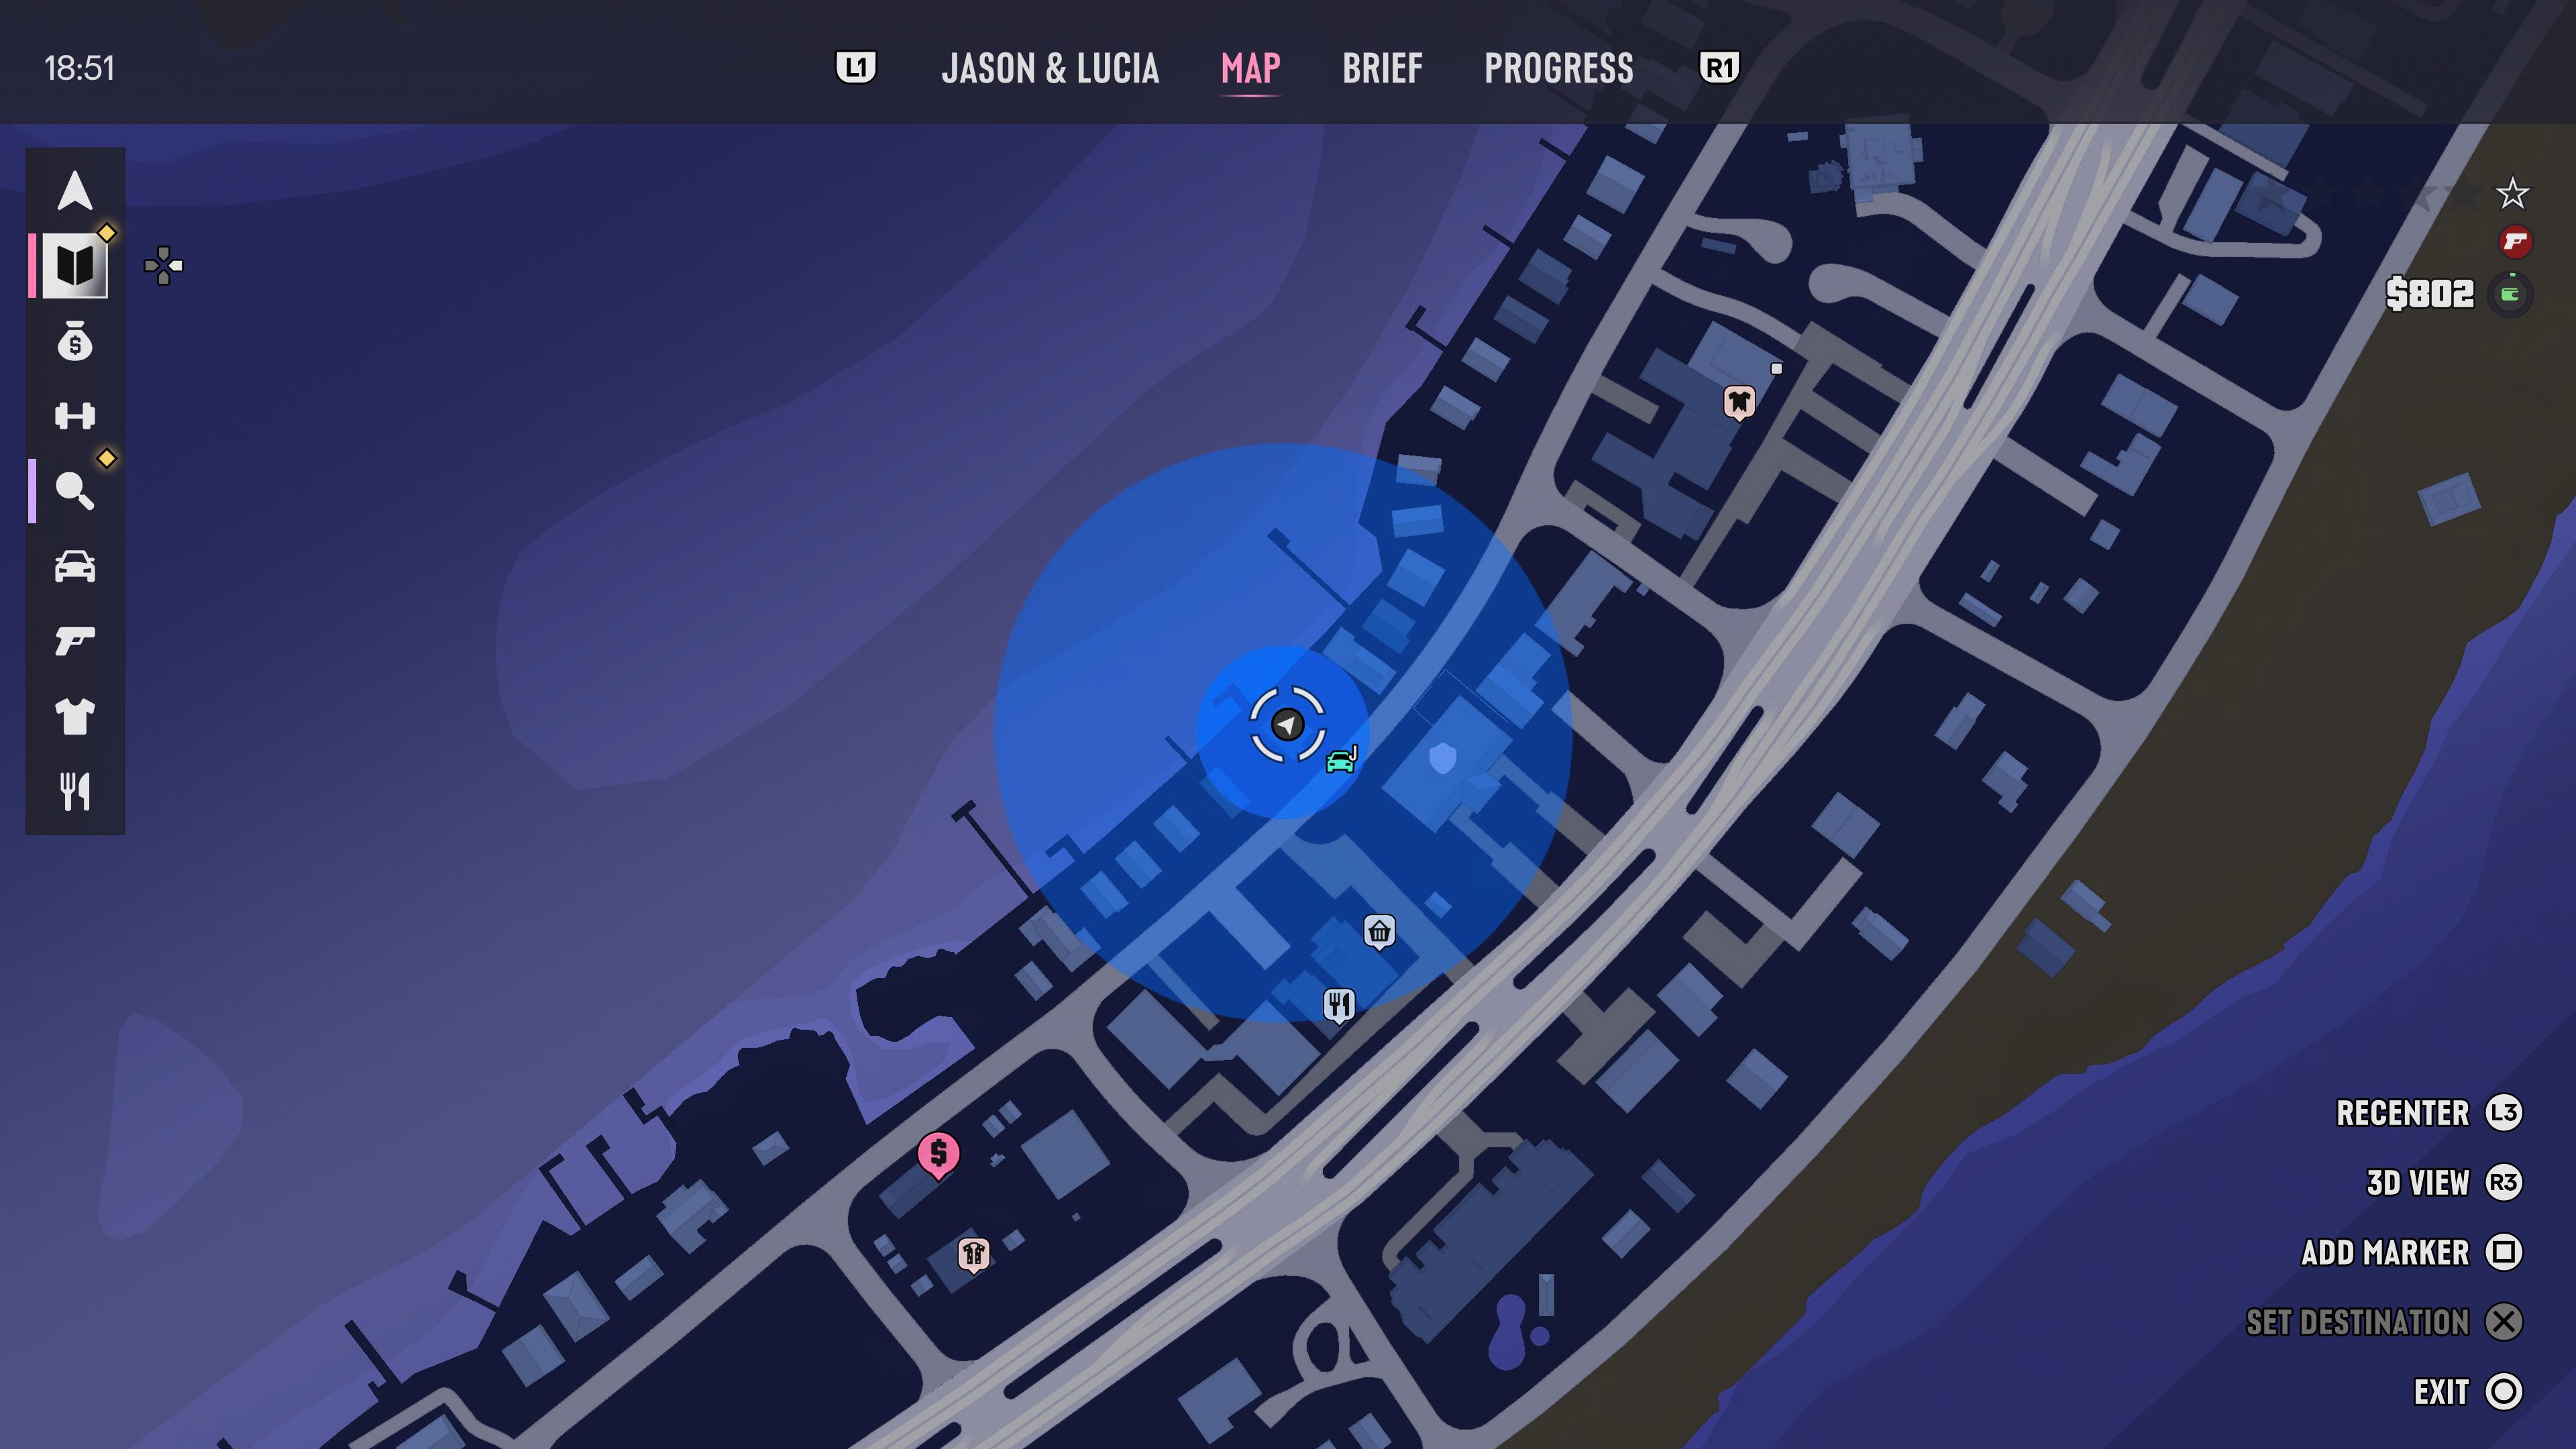 18:51
L1 JASON & LUCIA MAP BRIEF PROGRESS R1
$802
J
$
RECENTER L3
3D VIEW R3
ADD MARKER
SET DESTINATION
EXIT